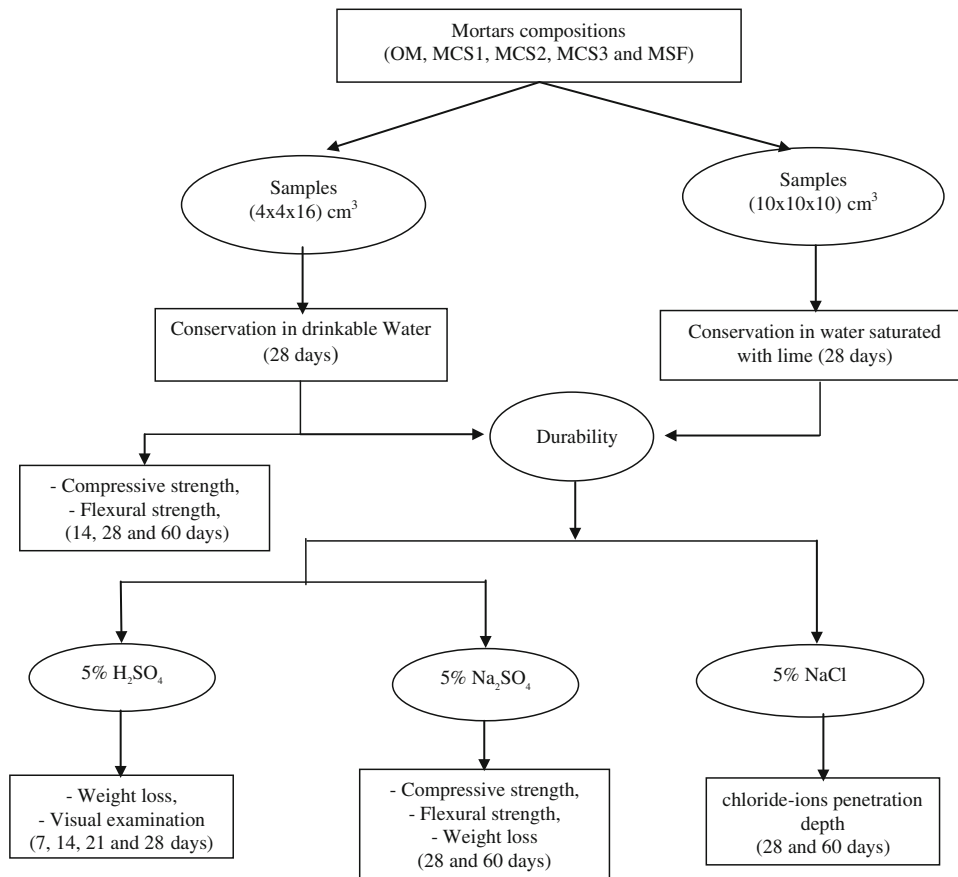 Mortars compositions
(OM, MCS1, MCS2, MCS3 and MSF)
Samples
(4x4x16) cm³
Samples
(10x10x10) cm³
Conservation in drinkable Water
(28 days)
Conservation in water saturated
with lime (28 days)
Durability
- Compressive strength,
- Flexural strength,
(14, 28 and 60 days)
5% H₂SO₄
5% Na₂SO₄
5% NaCl
- Weight loss,
- Visual examination
(7, 14, 21 and 28 days)
- Compressive strength,
- Flexural strength,
- Weight loss
(28 and 60 days)
chloride-ions penetration
depth
(28 and 60 days)